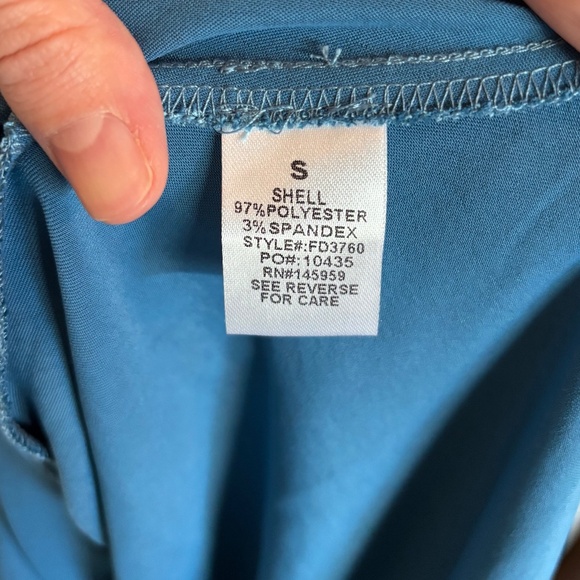 S
SHELL
97%POLYESTER
3%SPANDEX
STYLE#:FD3760
PO#:10435
RN#145959
SEE REVERSE
FOR CARE